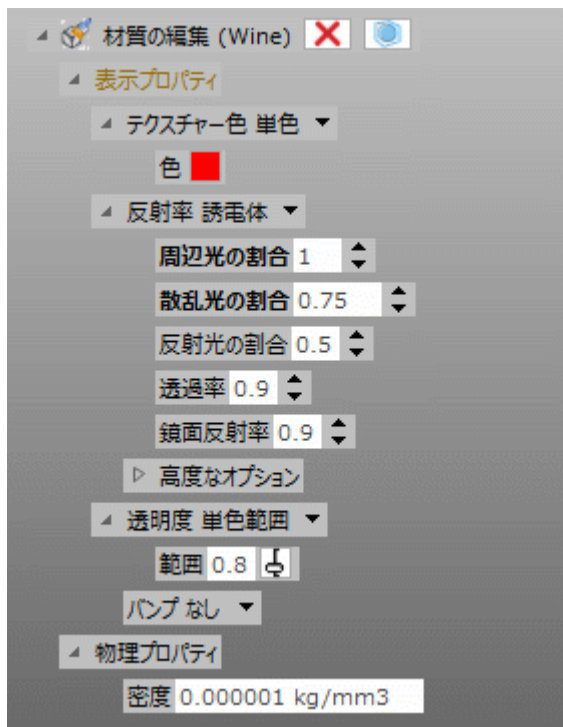 材質の編集 (Wine)
表示プロパティ
テクスチャー色 単色
色
反射率 誘電体
周辺光の割合 1
散乱光の割合 0.75
反射光の割合 0.5
透過率 0.9
鏡面反射率 0.9
高度なオプション
透明度 単色範囲
範囲 0.8
バンプ なし
物理プロパティ
密度 0.000001 kg/mm3